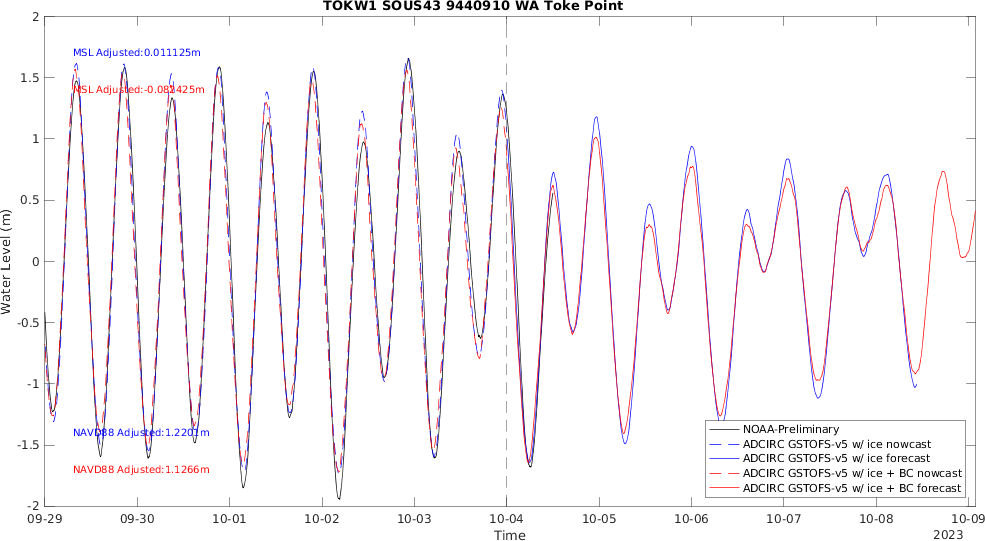 TOKW1 SOUS43 9440910 WA Toke Point
2
1.5
1
0.5
0
-0.5
-1
-1.5
-2
Water Level (m)
MSL Adjusted:0.011125m
MSL Adjusted:-0.082425m
NAVD88 Adjusted:1.2201m
NAVD88 Adjusted:1.1266m
NOAA-Preliminary
ADCIRC GSTOFS-v5 w/ ice nowcast
ADCIRC GSTOFS-v5 w/ ice forecast
ADCIRC GSTOFS-v5 w/ ice + BC nowcast
ADCIRC GSTOFS-v5 w/ ice + BC forecast
09-29 09-30 10-01 10-02 10-03 10-04 10-05 10-06 10-07 10-08 10-09
Time
2023